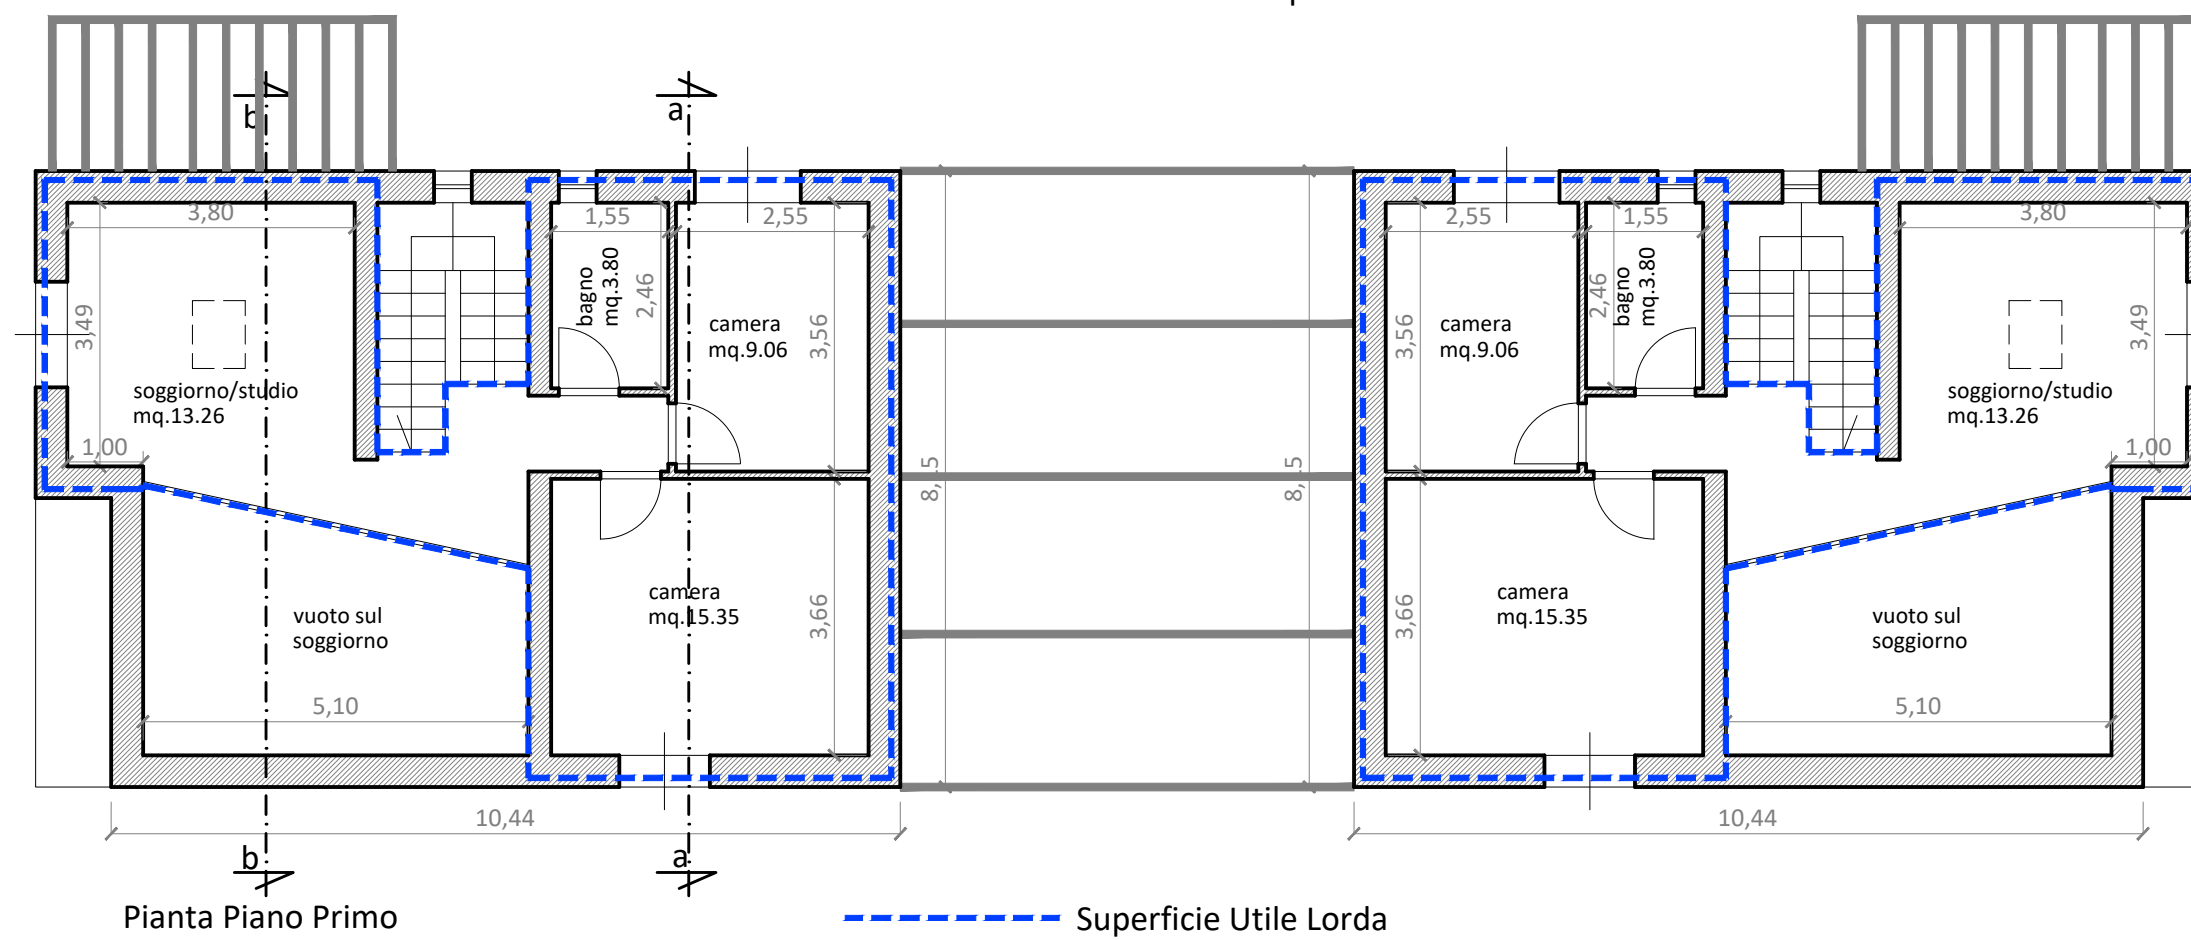 b
a
3,80
1,55
2,55
2,55
1,55
3,80
3,49
bagno
mq.3.80
2,46
camera
mq.9.06
3,56
3,56
camera
mq.9.06
2,46
bagno
mq.3.80
3,49
soggiorno/studio
mq.13.26
soggiorno/studio
mq.13.26
1,00
1,00
camera
mq.15.35
3,66
3,66
camera
mq.15.35
vuoto sul
soggiorno
vuoto sul
soggiorno
5,10
5,10
10,44
10,44
b
a
Pianta Piano Primo
Superficie Utile Lorda